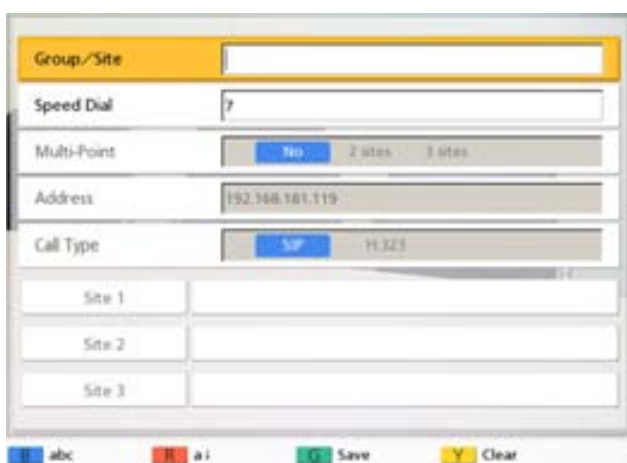 Group/Site
Speed Dial 7
Multi-Point No 2 sites 3 sites
Address 192.168.181.119
Call Type SIP H.323
Site 1
Site 2
Site 3
B abc R a i G Save Y Clear